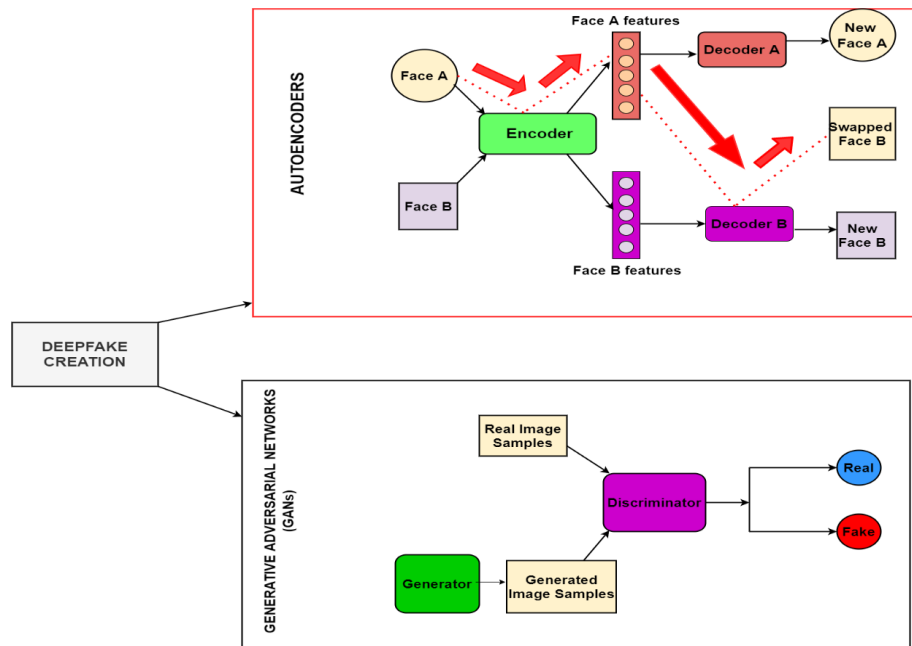 DEEPFAKE
CREATION
AUTOENCODERS
Face A features
Face A
Encoder
Face B
Decoder A
New
Face A
Swapped
Face B
Decoder B
New
Face B
Face B features
GENERATIVE ADVERSARIAL NETWORKS
(GANs)
Real Image
Samples
Discriminator
Real
Fake
Generator
Generated
Image Samples